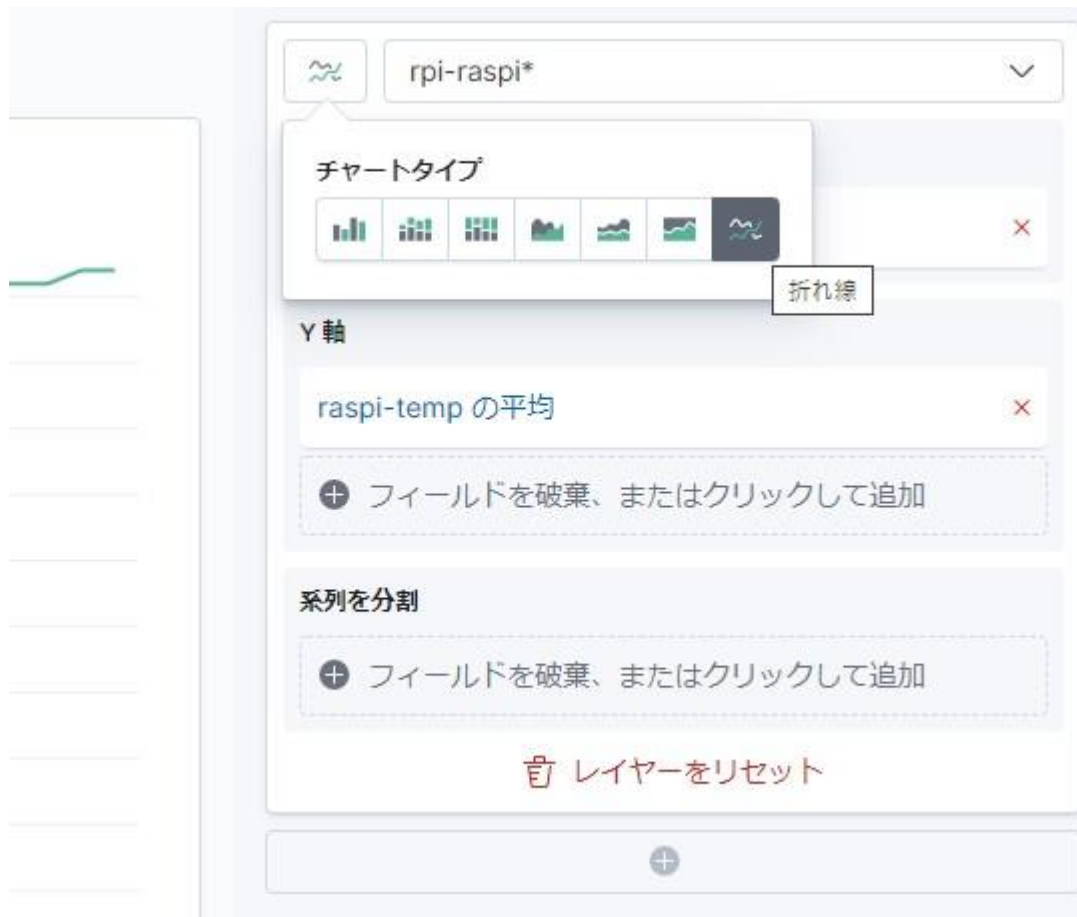 rpi-raspi*
チャートタイプ
折れ線
Y 軸
raspi-temp の平均
フィールドを破棄、またはクリックして追加
系列を分割
フィールドを破棄、またはクリックして追加
レイヤーをリセット